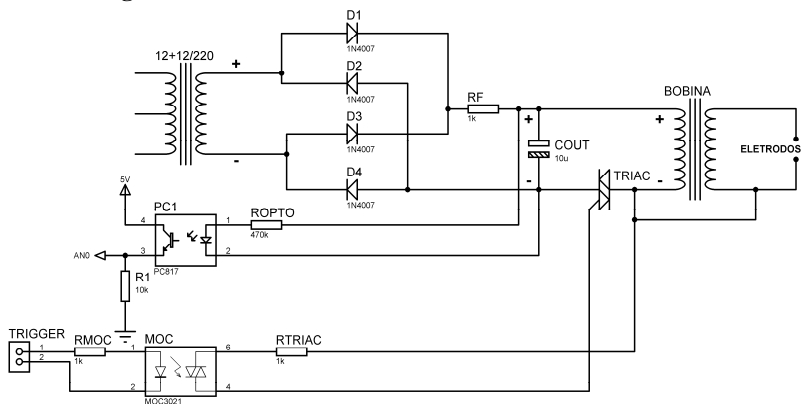 D1
1N4007
12+12/220
+
-
D2
1N4007
D3
1N4007
D4
1N4007
RF
1k
+
-
COUT
10u
BOBINA
+
-
ELETRODOS
TRIAC
5V
PC1
4
3
1
2
PC817
ROPTO
470k
AN0
R1
10k
TRIGGER
1
2
RMOC
1k
MOC
1
2
6
4
MOC3021
RTRIAC
1k